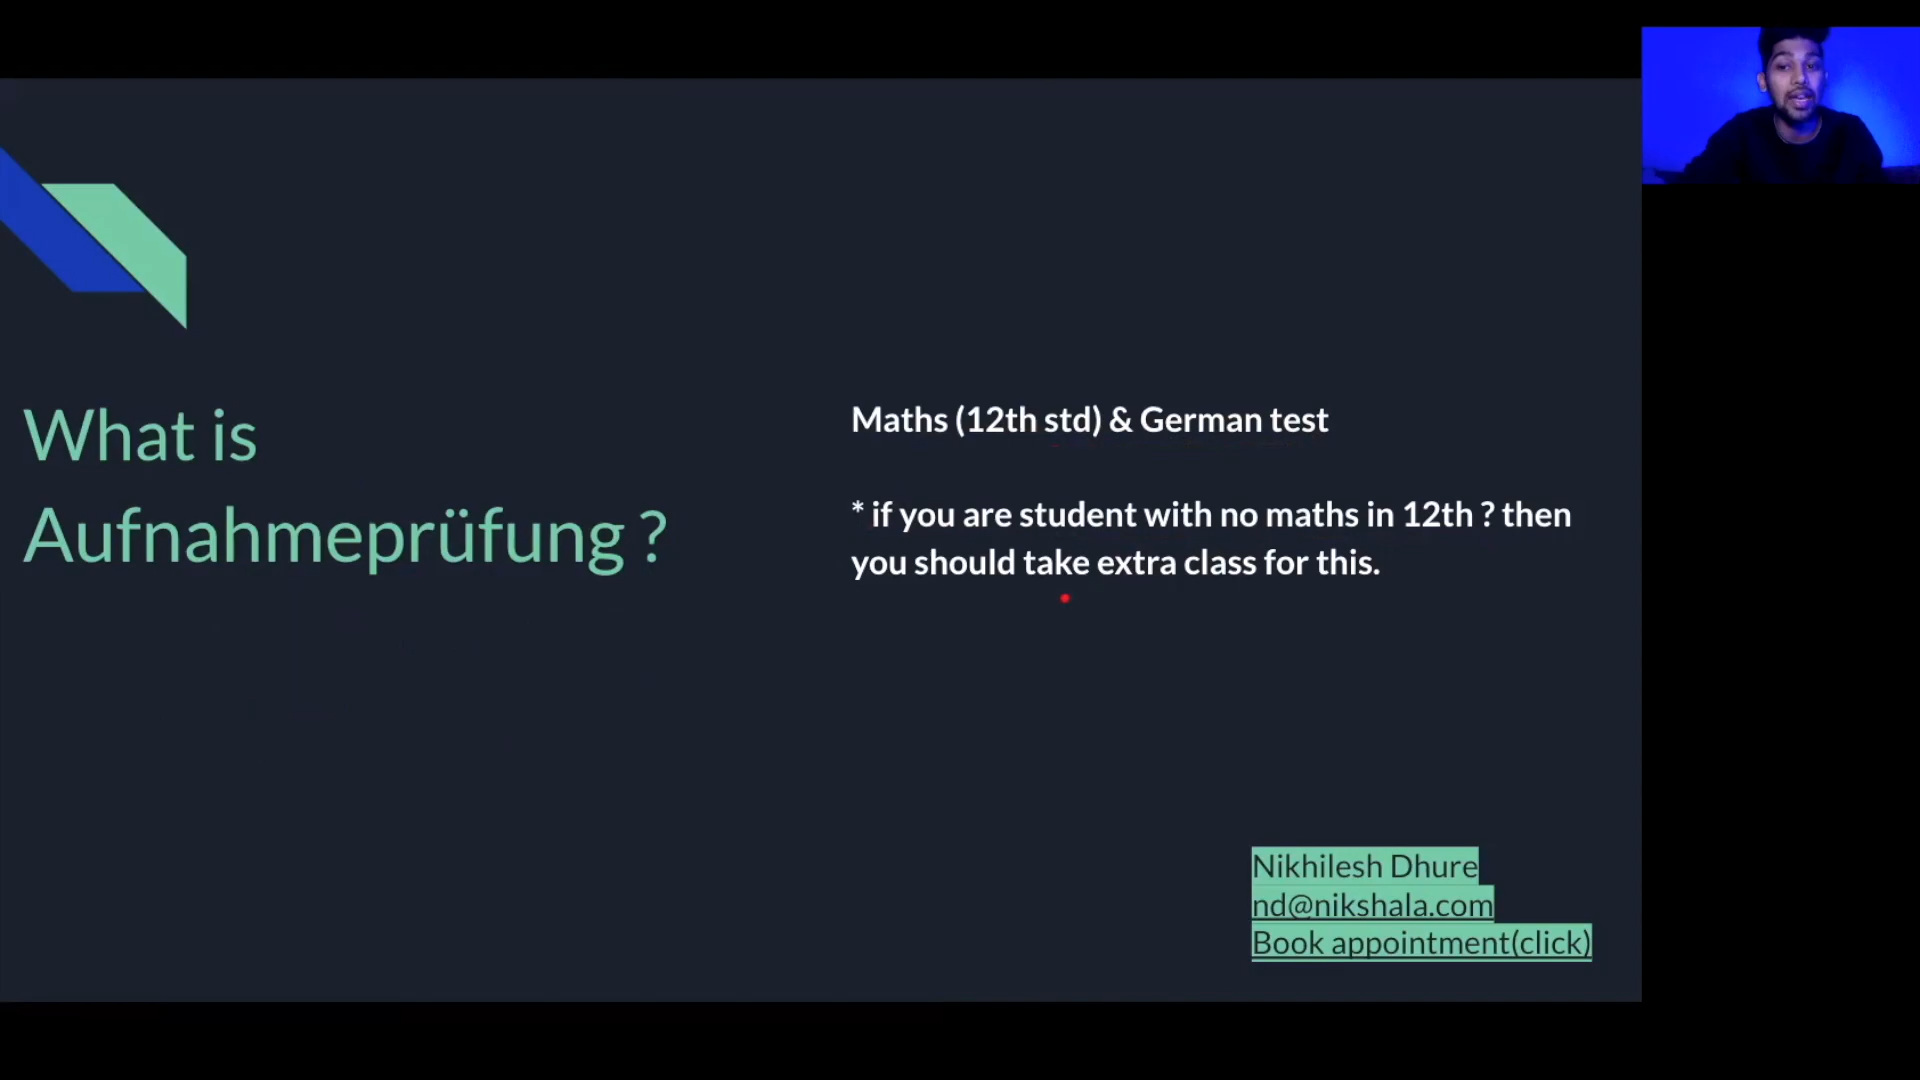 What is
Aufnahmeprüfung ?
Maths (12th std) & German test
* if you are student with no maths in 12th ? then
you should take extra class for this.
Nikhilesh Dhure
nd@nikshala.com
Book appointment(click)